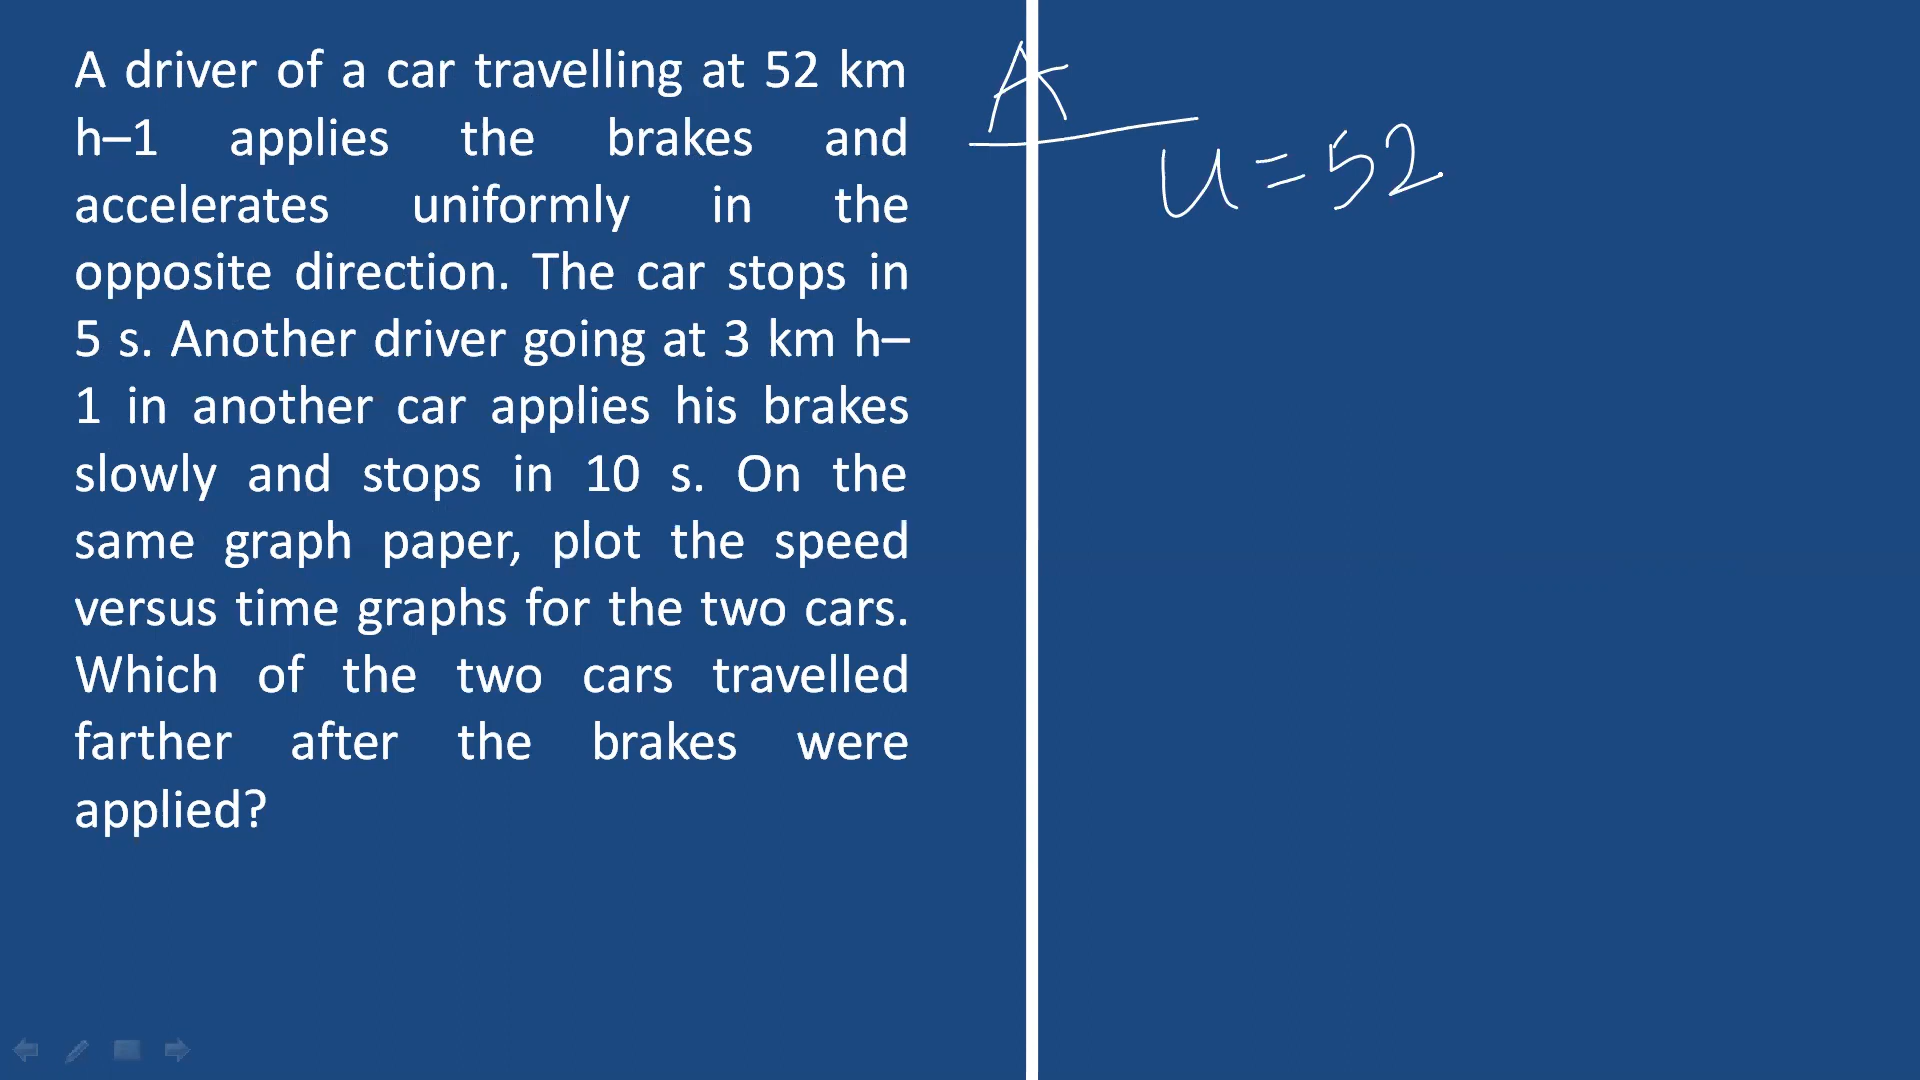 A driver of a car travelling at 52 km
h–1 applies the brakes and
accelerates uniformly in the
opposite direction. The car stops in
5 s. Another driver going at 3 km h–
1 in another car applies his brakes
slowly and stops in 10 s. On the
same graph paper, plot the speed
versus time graphs for the two cars.
Which of the two cars travelled
farther after the brakes were
applied?
A
u = 52